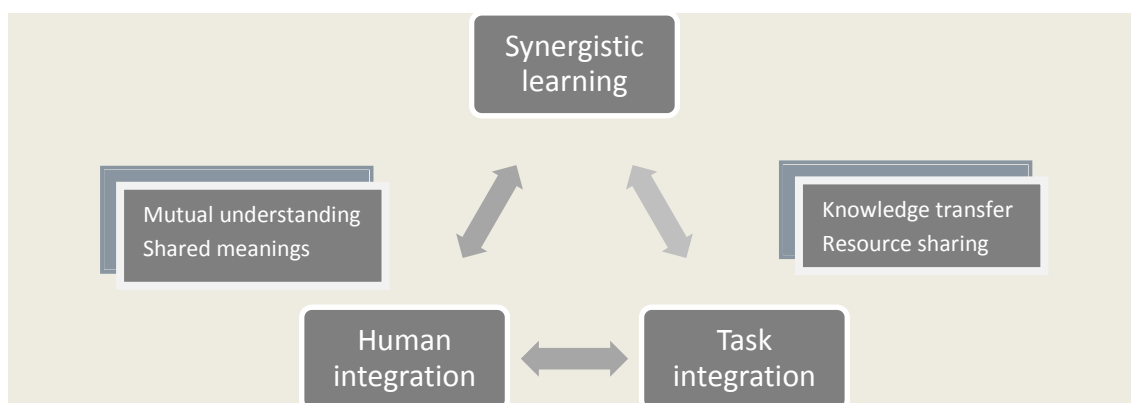 Synergistic
learning
Mutual understanding
Shared meanings
Knowledge transfer
Resource sharing
Human
integration
Task
integration